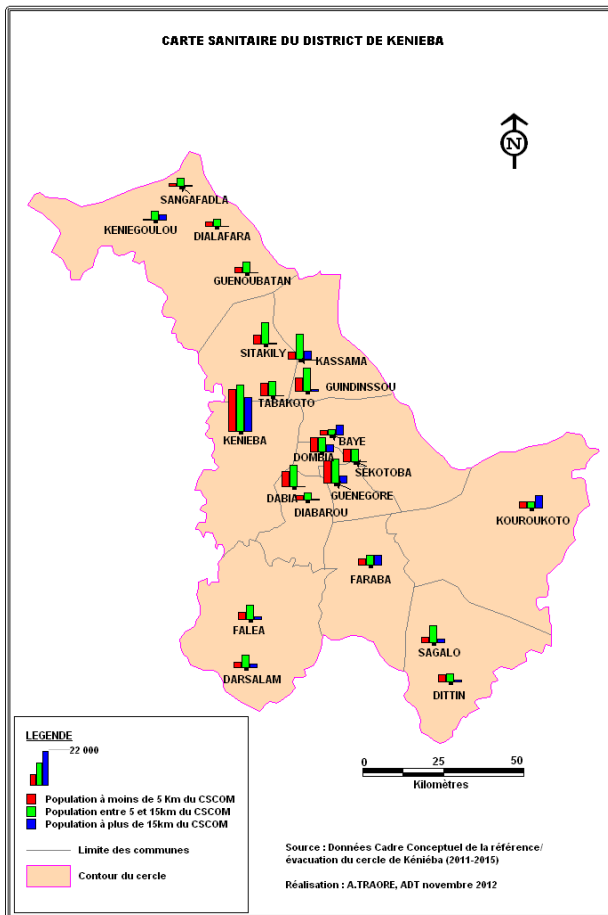 CARTE SANITAIRE DU DISTRICT DE KENIEBA
N
SANGAFADLA
KENIEGOULOU
DIALAFARA
GUENOUBATAN
SITAKILY
KASSAMA
GUINDINSSOU
TABAKOTO
KENIEBA
BAYE
DOMBIA
SEKOTOBA
DABIA
GUENEGORE
DIABAROU
KOUROUKOTO
FARABA
FALEA
SAGALO
DARSALAM
DITTIN
LEGENDE
22 000
Population à moins de 5 Km du CSCOM
Population entre 5 et 15km du CSCOM
Population à plus de 15km du CSCOM
Limite des communes
Contour du cercle
0 25 50
Kilomètres
Source : Données Cadre Conceptuel de la référence/
évacuation du cercle de Kéniéba (2011-2015)
Réalisation : A.TRAORE, ADT novembre 2012